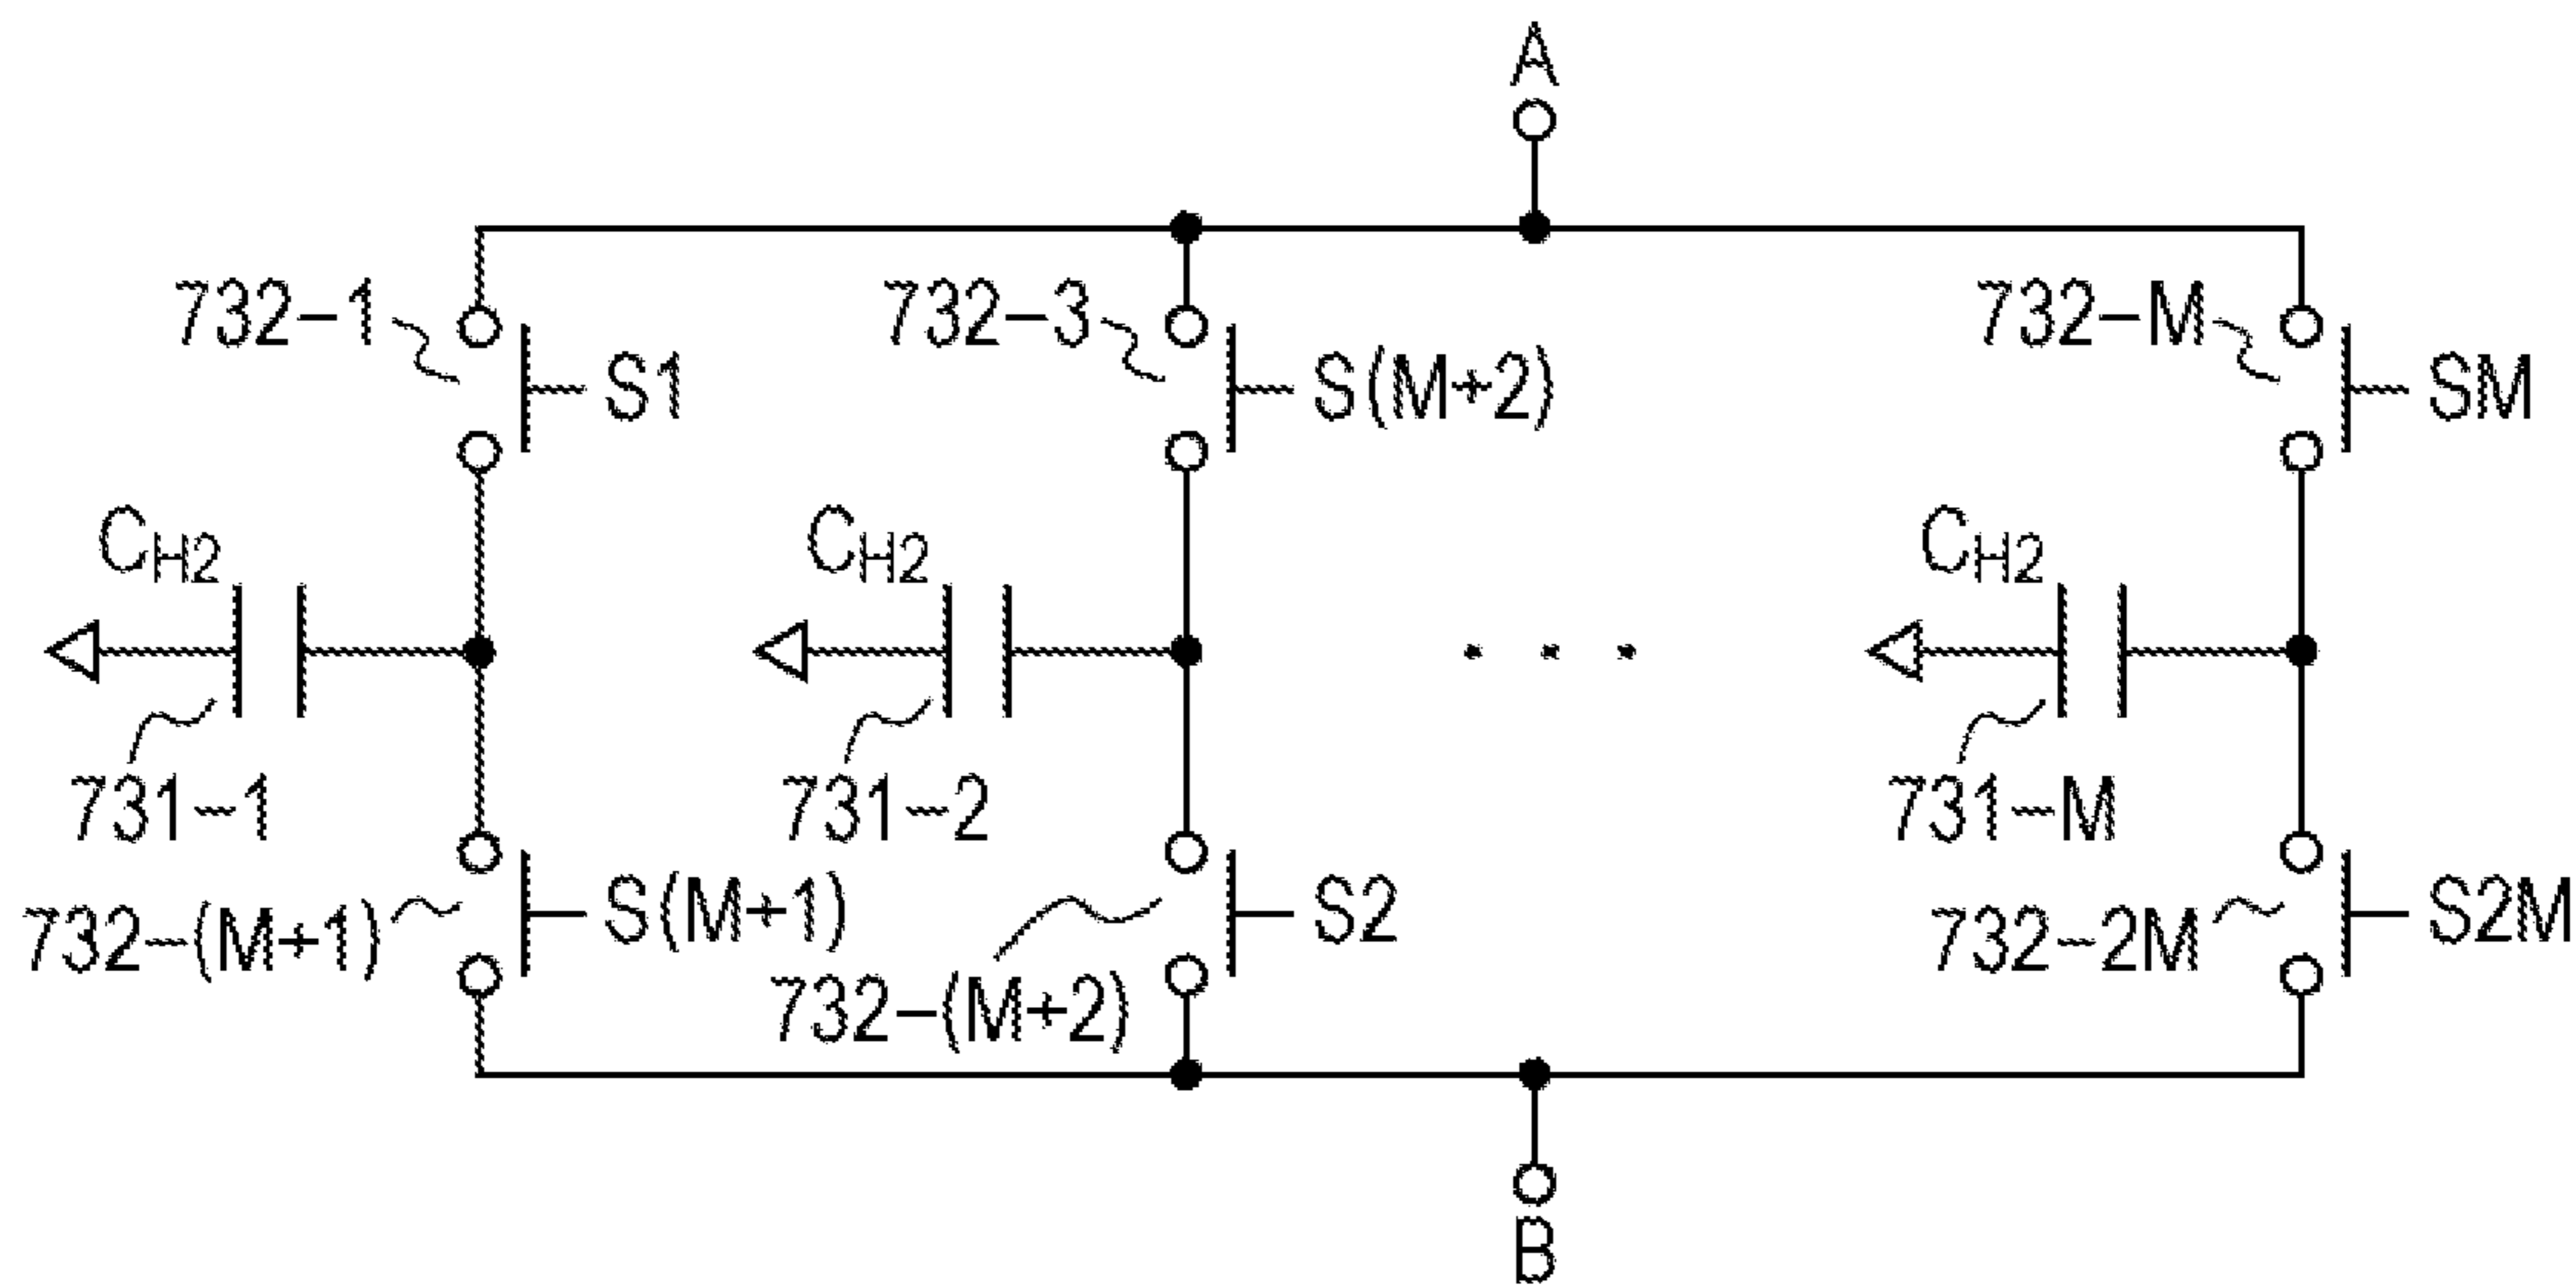 A
732-1
S1
732-3
S(M+2)
732-M
SM
CH2
CH2
CH2
731-1
731-2
731-M
732-(M+1)
S(M+1)
732-(M+2)
S2
732-2M
S2M
B